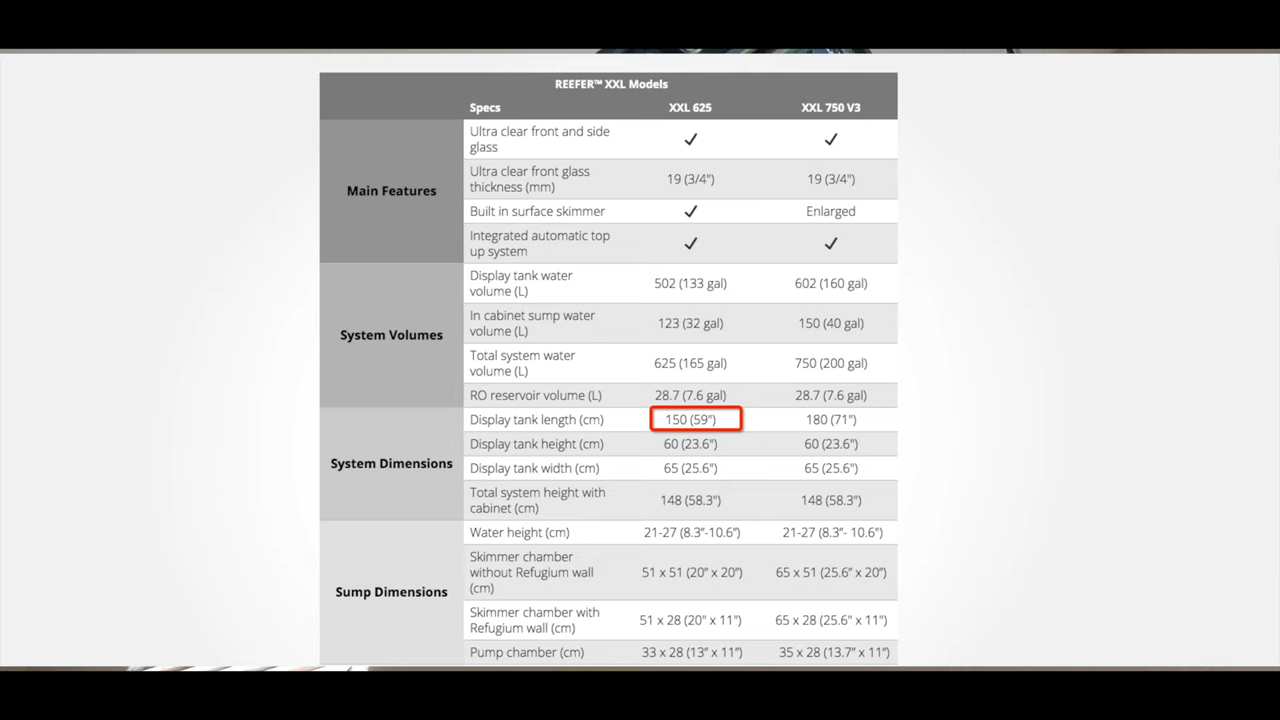 REEFER™ XXL Models
Specs XXL 625 XXL 750 V3
Main Features
Ultra clear front and side glass ✓ ✓
Ultra clear front glass thickness (mm) 19 (3/4") 19 (3/4")
Built in surface skimmer ✓ Enlarged
Integrated automatic top up system ✓ ✓
System Volumes
Display tank water volume (L) 502 (133 gal) 602 (160 gal)
In cabinet sump water volume (L) 123 (32 gal) 150 (40 gal)
Total system water volume (L) 625 (165 gal) 750 (200 gal)
RO reservoir volume (L) 28.7 (7.6 gal) 28.7 (7.6 gal)
System Dimensions
Display tank length (cm) 150 (59") 180 (71")
Display tank height (cm) 60 (23.6") 60 (23.6")
Display tank width (cm) 65 (25.6") 65 (25.6")
Total system height with cabinet (cm) 148 (58.3") 148 (58.3")
Sump Dimensions
Water height (cm) 21-27 (8.3”-10.6”) 21-27 (8.3”- 10.6")
Skimmer chamber without Refugium wall (cm) 51 x 51 (20” x 20”) 65 x 51 (25.6” x 20”)
Skimmer chamber with Refugium wall (cm) 51 x 28 (20" x 11") 65 x 28 (25.6" x 11")
Pump chamber (cm) 33 x 28 (13” x 11”) 35 x 28 (13.7” x 11”)